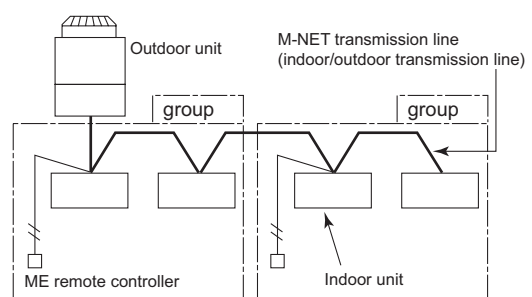 Outdoor unit
M-NET transmission line
(indoor/outdoor transmission line)
group
group
ME remote controller
Indoor unit